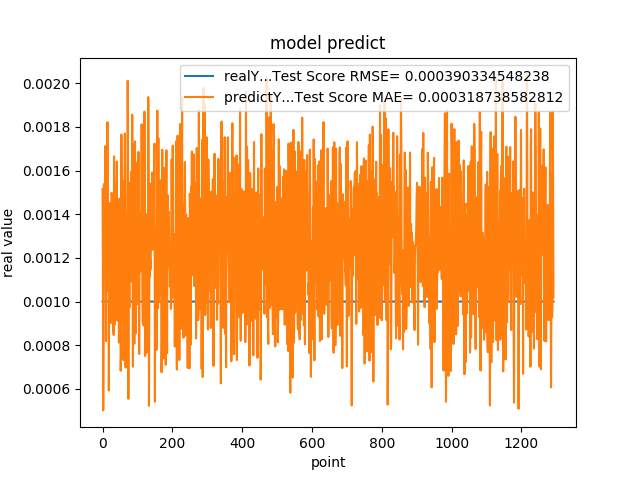 model predict
realY...Test Score RMSE= 0.000390334548238
predictY...Test Score MAE= 0.000318738582812
0.0020
0.0018
0.0016
0.0014
0.0012
0.0010
0.0008
0.0006
real value
0 200 400 600 800 1000 1200
point